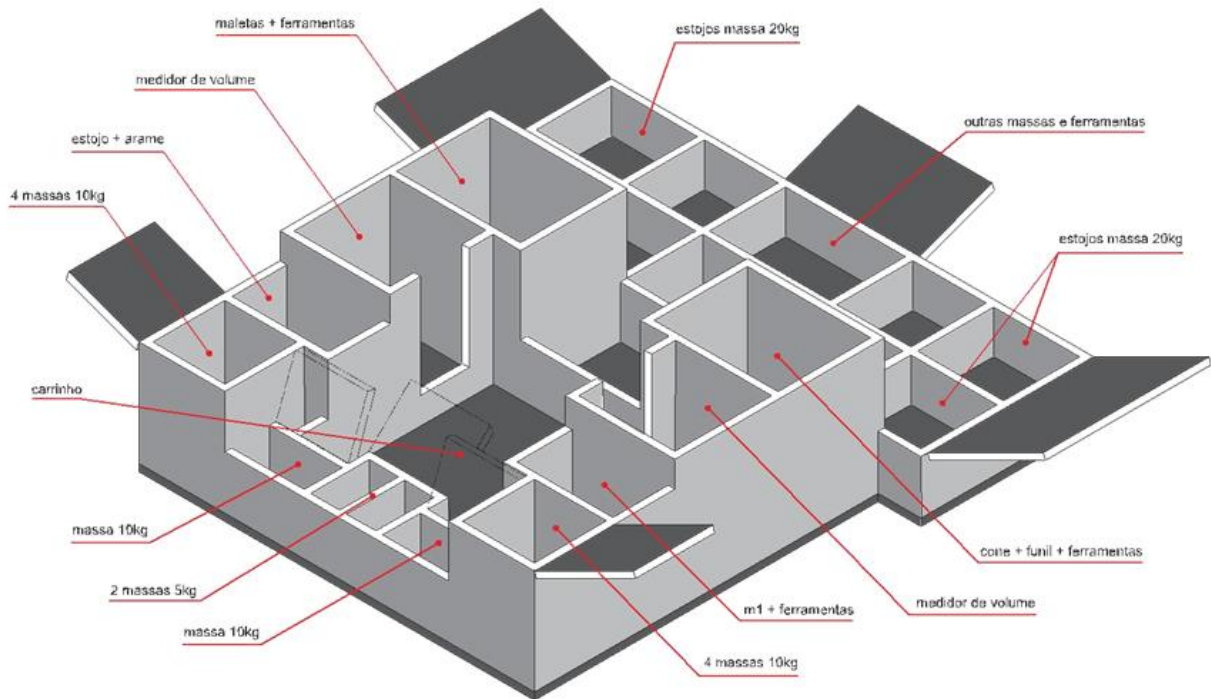 maletas + ferramentas
estojos massa 20kg
medidor de volume
outras massas e ferramentas
estojo + arame
4 massas 10kg
estojos massa 20kg
carrinho
massa 10kg
cone + funil + ferramentas
2 massas 5kg
m1 + ferramentas
medidor de volume
massa 10kg
4 massas 10kg